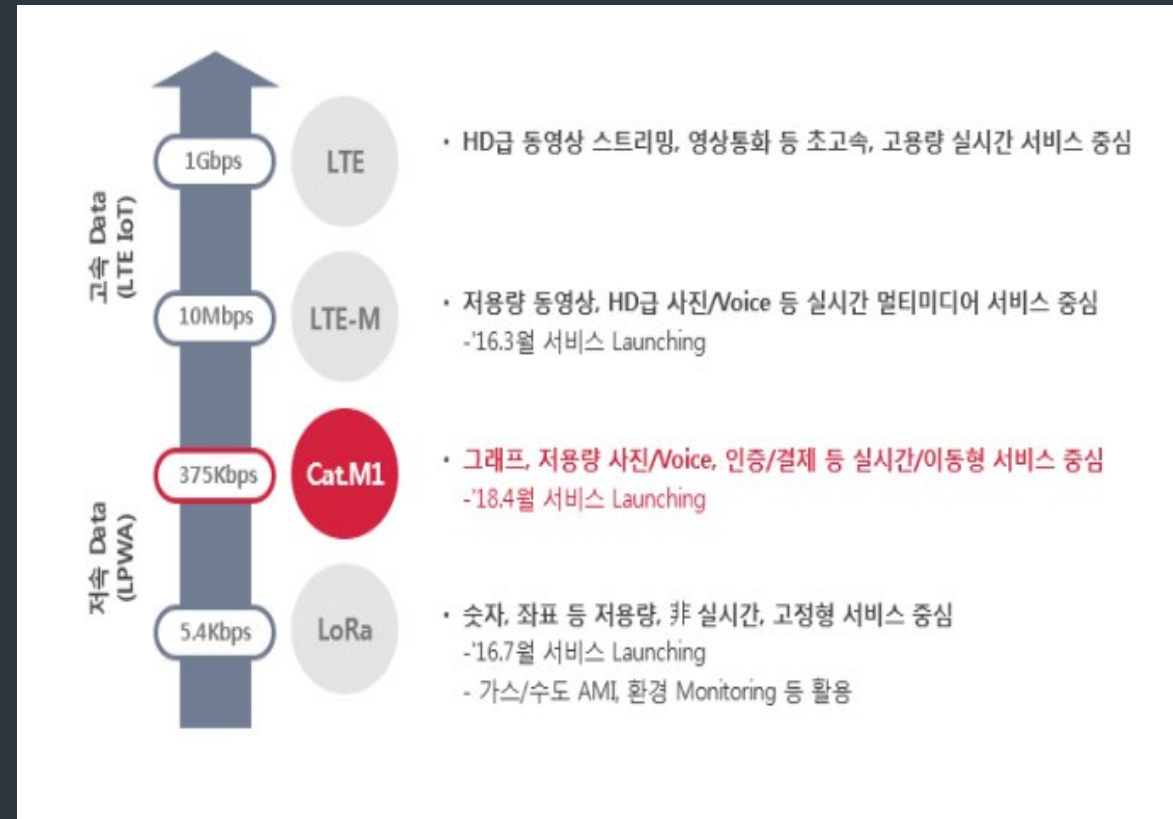 1Gbps
LTE
· HD급 동영상 스트리밍, 영상통화 등 초고속, 고용량 실시간 서비스 중심
고속 Data
(LTE IoT)
10Mbps
LTE-M
· 저용량 동영상, HD급 사진/Voice 등 실시간 멀티미디어 서비스 중심
-'16.3월 서비스 Launching
375Kbps
Cat.M1
· 그래프, 저용량 사진/Voice, 인증/결제 등 실시간/이동형 서비스 중심
-'18.4월 서비스 Launching
저속 Data
(LPWA)
5.4Kbps
LoRa
· 숫자, 좌표 등 저용량, 非 실시간, 고정형 서비스 중심
-'16.7월 서비스 Launching
- 가스/수도 AMI, 환경 Monitoring 등 활용